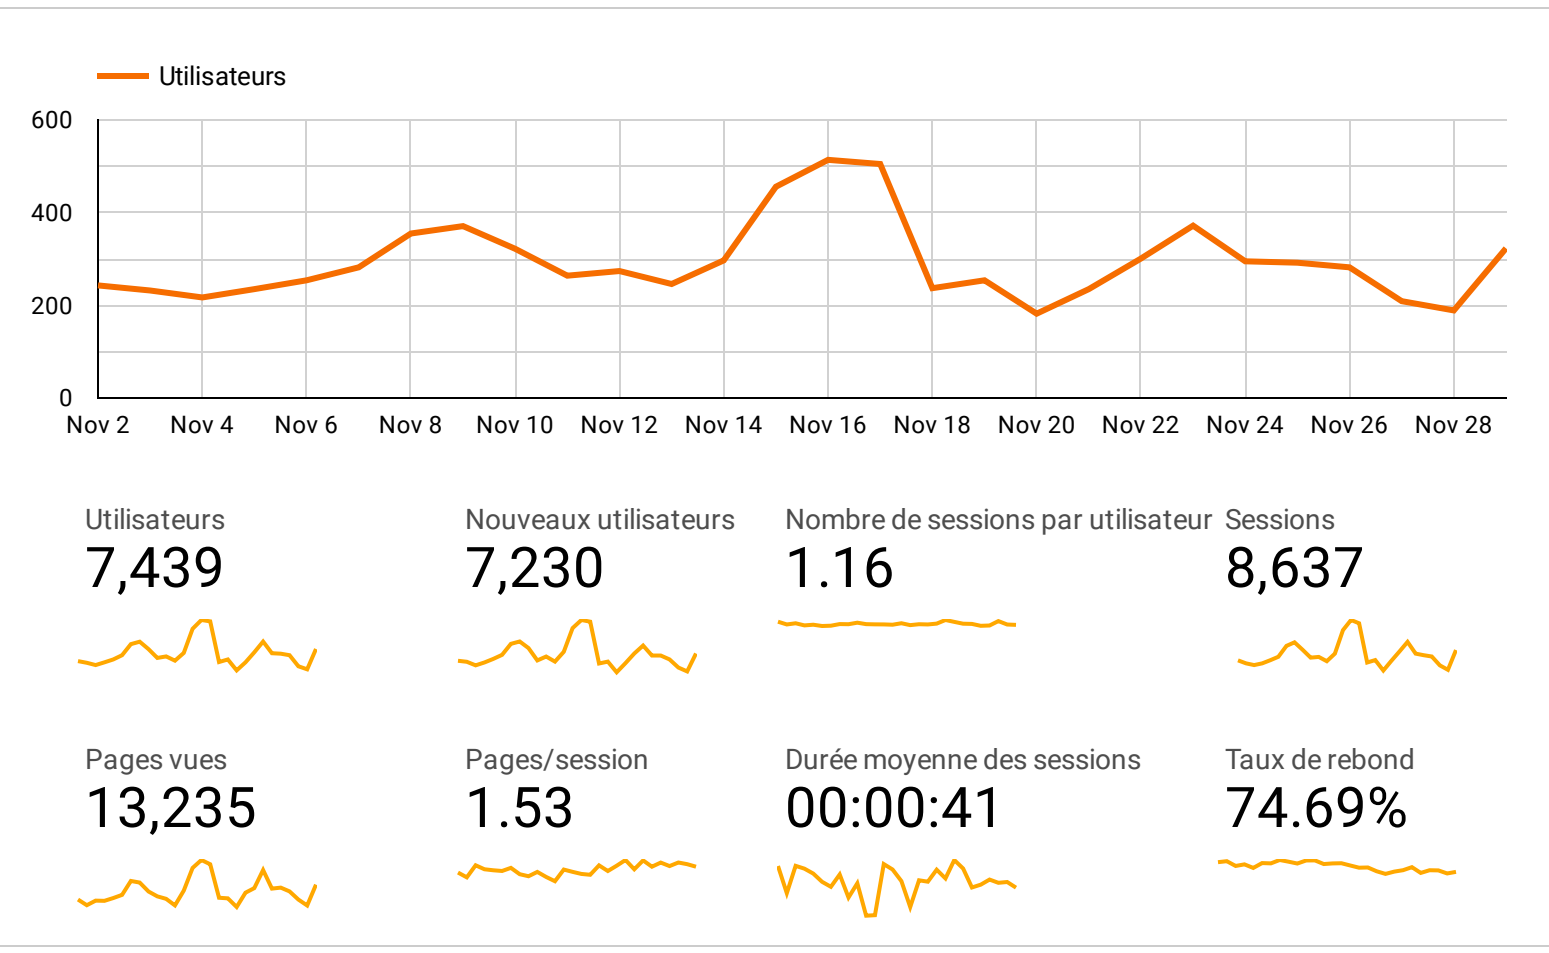 Utilisateurs
600
400
200
0
Nov 2 Nov 4 Nov 6 Nov 8 Nov 10 Nov 12 Nov 14 Nov 16 Nov 18 Nov 20 Nov 22 Nov 24 Nov 26 Nov 28
Utilisateurs Nouveaux utilisateurs Nombre de sessions par utilisateur Sessions
7,439 7,230 1.16 8,637
Pages vues Pages/session Durée moyenne des sessions Taux de rebond
13,235 1.53 00:00:41 74.69%